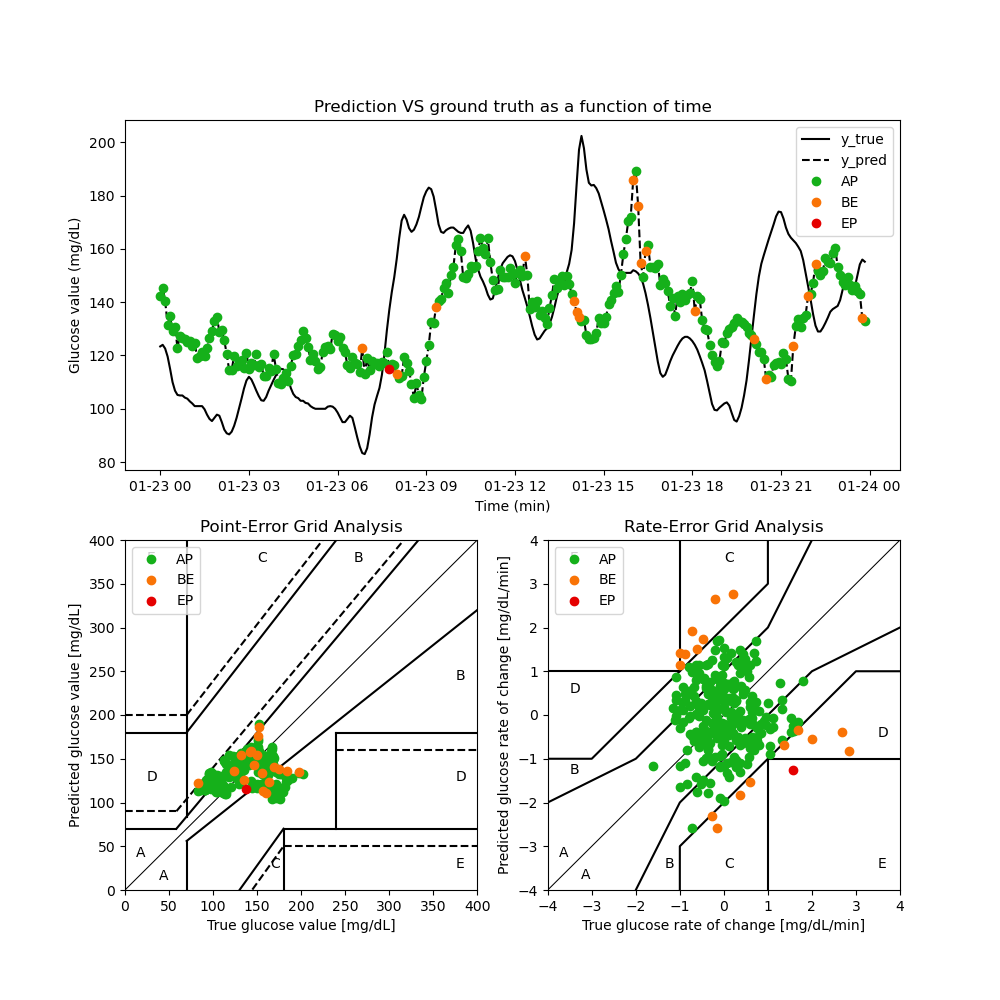 Prediction VS ground truth as a function of time
Glucose value (mg/dL)
200
180
160
140
120
100
80
y_true
y_pred
AP
BE
EP
01-23 00 01-23 03 01-23 06 01-23 09 01-23 12 01-23 15 01-23 18 01-23 21 01-24 00
Time (min)
Point-Error Grid Analysis
Predicted glucose value [mg/dL]
400
350
300
250
200
150
100
50
0
AP
BE
EP
C
B
B
D
D
A
A
C
E
0 50 100 150 200 250 300 350 400
True glucose value [mg/dL]
Rate-Error Grid Analysis
Predicted glucose rate of change [mg/dL/min]
4
3
2
1
0
−1
−2
−3
−4
AP
BE
EP
C
D
D
B
A
A
B
C
E
−4 −3 −2 −1 0 1 2 3 4
True glucose rate of change [mg/dL/min]